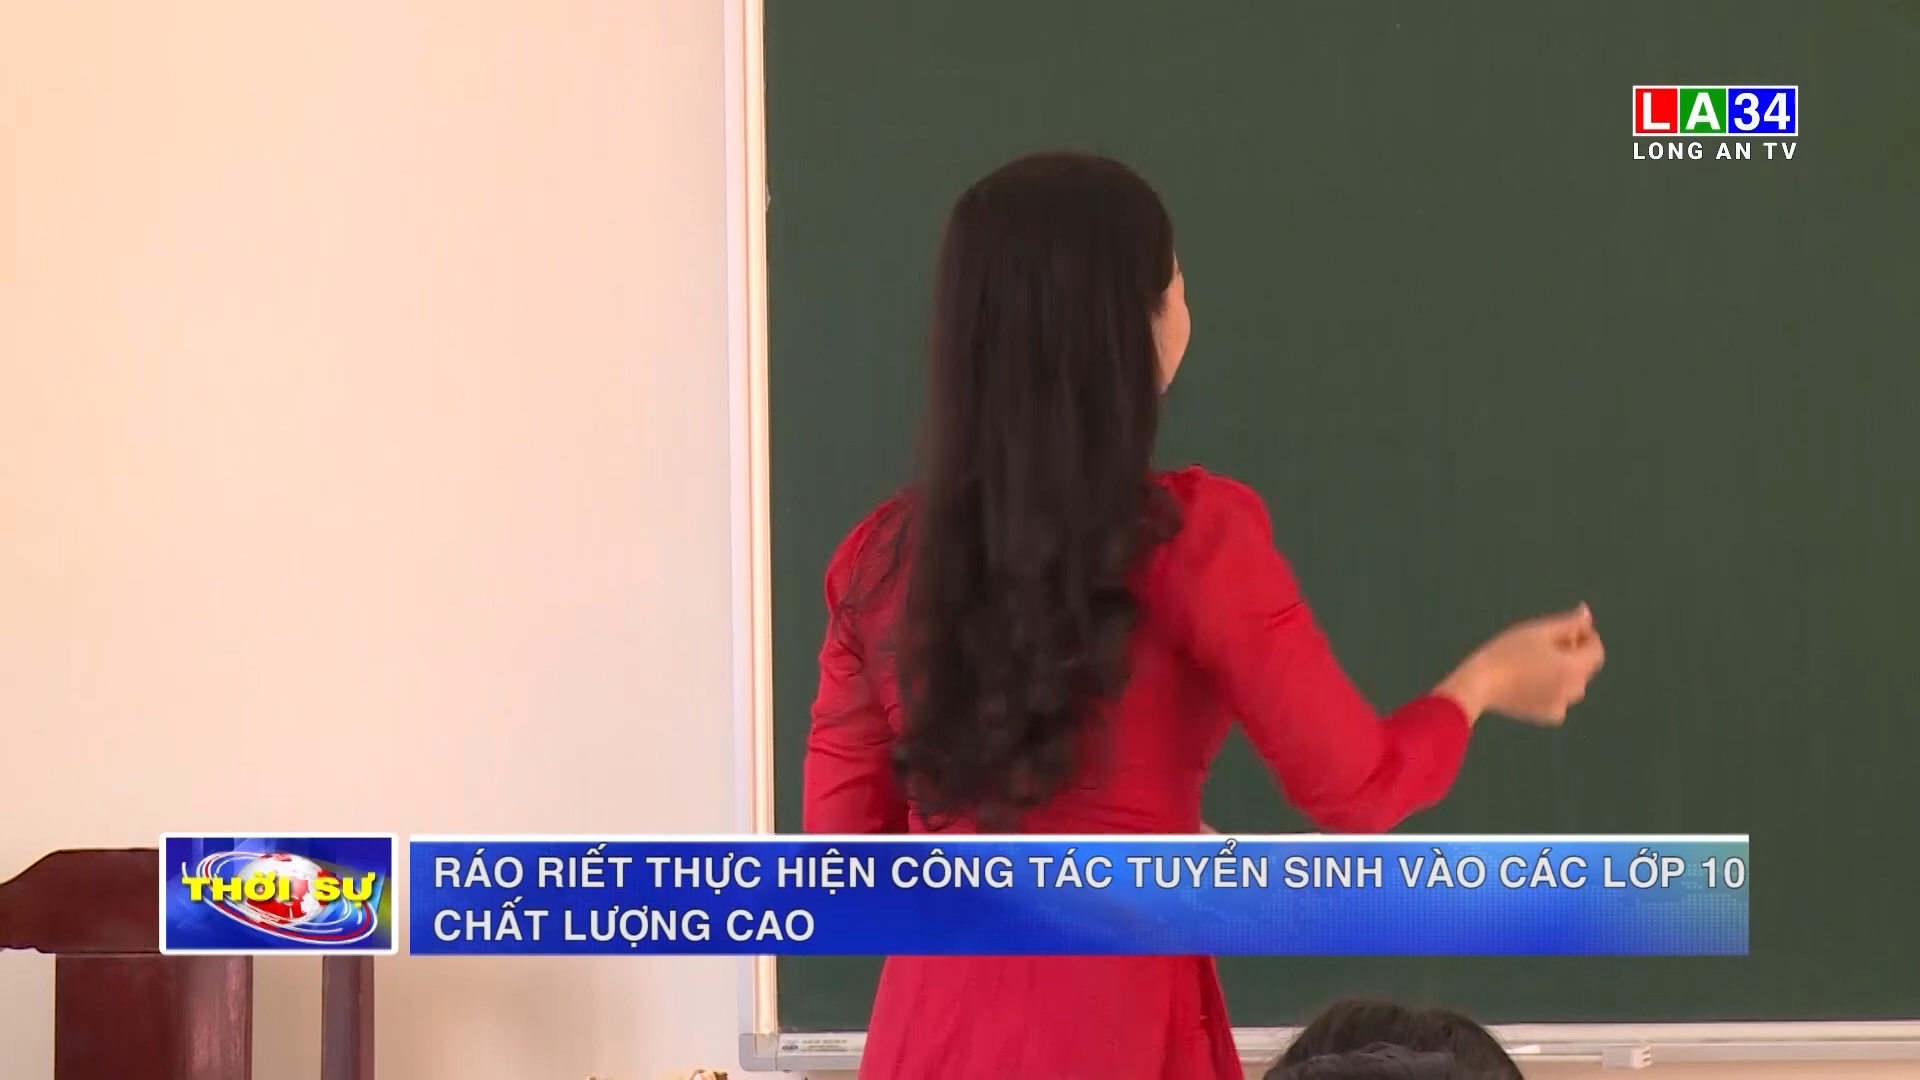 LA34
LONG AN TV
THỜI SỰ
RÁO RIẾT THỰC HIỆN CÔNG TÁC TUYỂN SINH VÀO CÁC LỚP 10
CHẤT LƯỢNG CAO